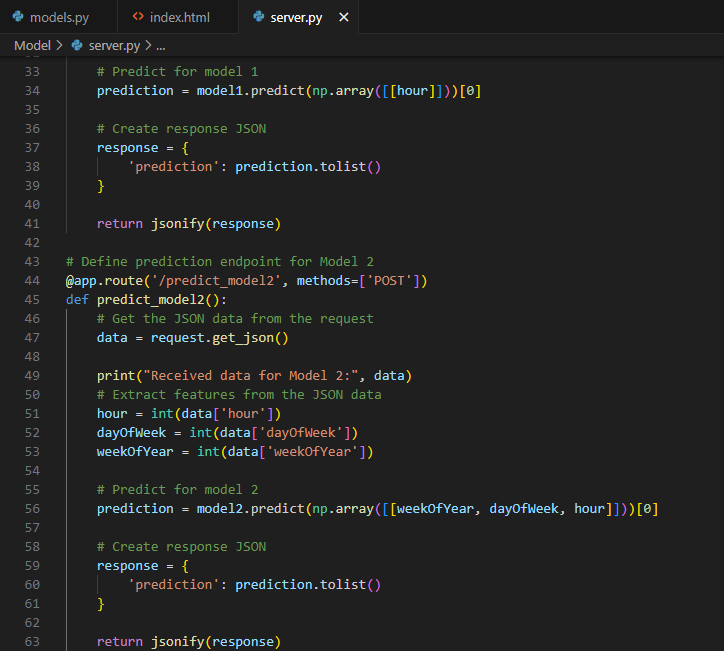 models.py index.html server.py
Model server.py ...
33 # Predict for model 1
34 prediction = model1.predict(np.array([[hour]]))[0]
35
36 # Create response JSON
37 response = {
38 'prediction': prediction.tolist()
39 }
40
41 return jsonify(response)
42
43 # Define prediction endpoint for Model 2
44 @app.route('/predict_model2', methods=['POST'])
45 def predict_model2():
46 # Get the JSON data from the request
47 data = request.get_json()
48
49 print("Received data for Model 2:", data)
50 # Extract features from the JSON data
51 hour = int(data['hour'])
52 dayOfWeek = int(data['dayOfWeek'])
53 weekOfYear = int(data['weekOfYear'])
54
55 # Predict for model 2
56 prediction = model2.predict(np.array([[weekOfYear, dayOfWeek, hour]]))[0]
57
58 # Create response JSON
59 response = {
60 'prediction': prediction.tolist()
61 }
62
63 return jsonify(response)